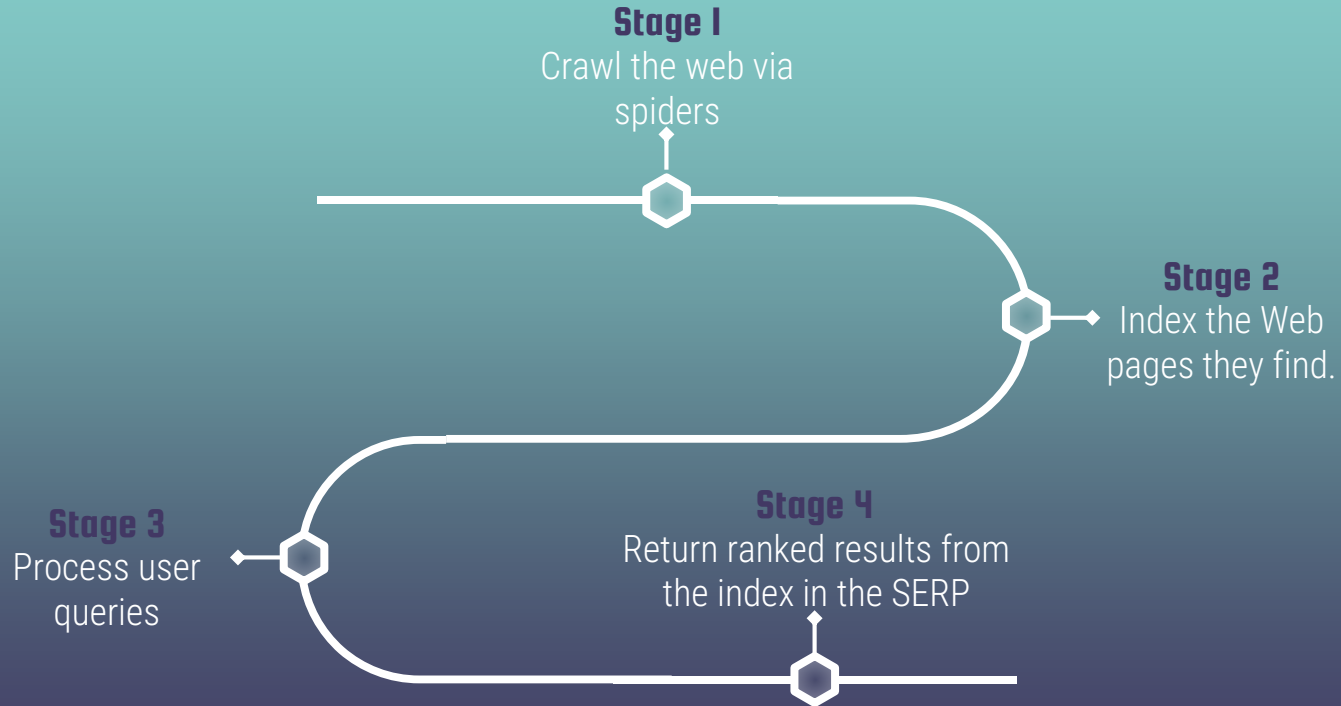 Stage 1
Crawl the web via
spiders
Stage 2
Index the Web
pages they find.
Stage 3
Process user
queries
Stage 4
Return ranked results from
the index in the SERP